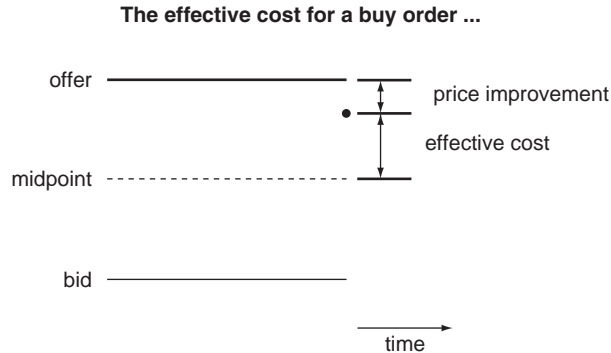 The effective cost for a buy order ...
offer
price improvement
effective cost
midpoint
bid
time